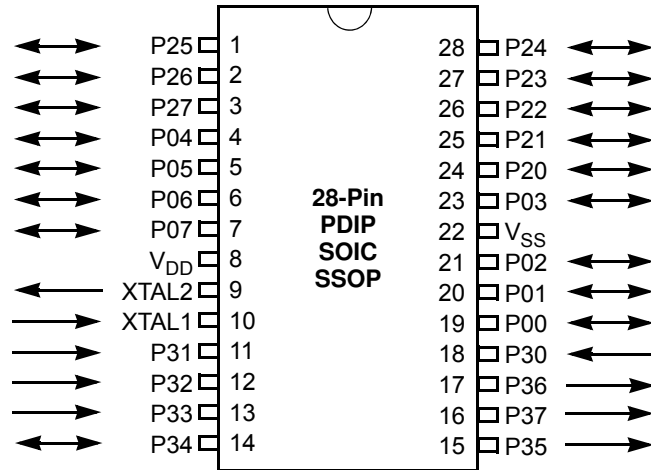 P25 1 28 P24
P26 2 27 P23
P27 3 26 P22
P04 4 25 P21
P05 5 24 P20
P06 6 28-Pin 23 P03
P07 7 PDIP 22 VSS
VDD 8 SOIC 21 P02
XTAL2 9 SSOP 20 P01
XTAL1 10 19 P00
P31 11 18 P30
P32 12 17 P36
P33 13 16 P37
P34 14 15 P35